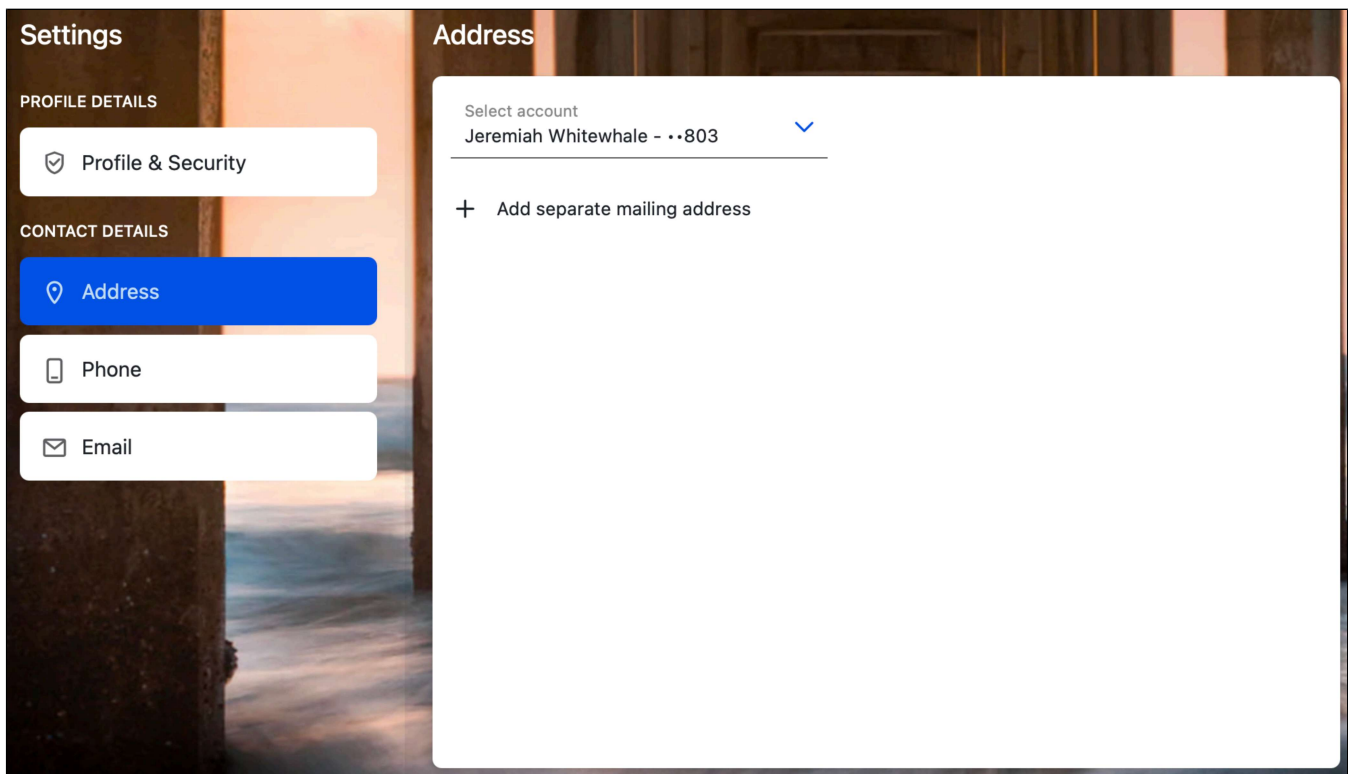 Settings
PROFILE DETAILS
Profile & Security
CONTACT DETAILS
Address
Phone
Email
Address
Select account
Jeremiah Whitewhale - ··803
Add separate mailing address